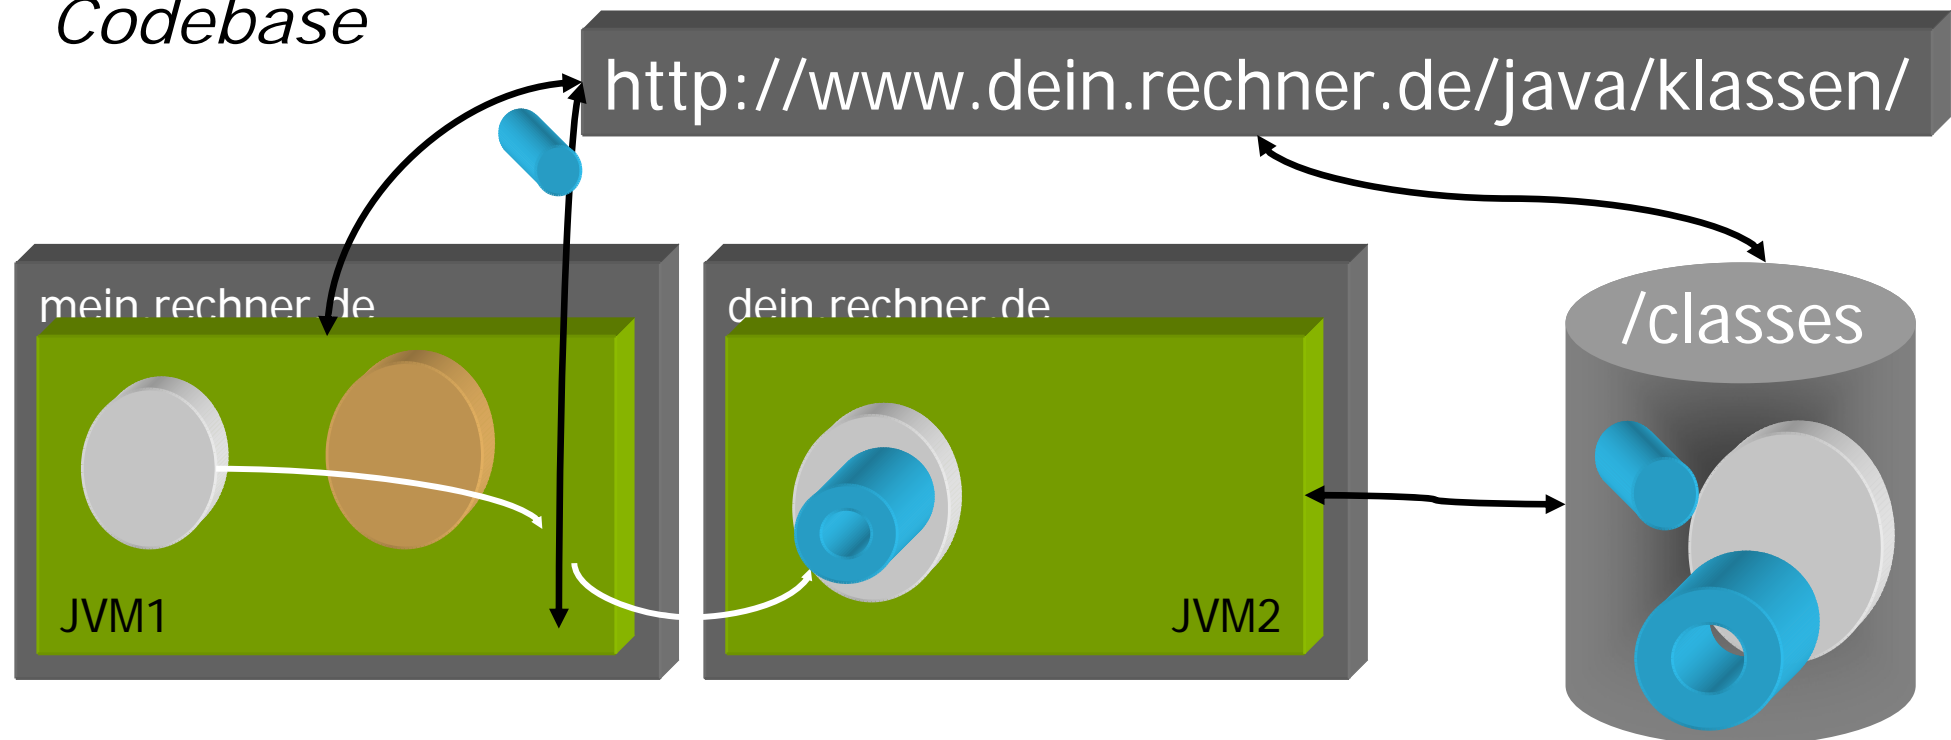 Codebase
http://www.dein.rechner.de/java/klassen/
mein.rechner.de
dein.rechner.de
/classes
JVM1
JVM2